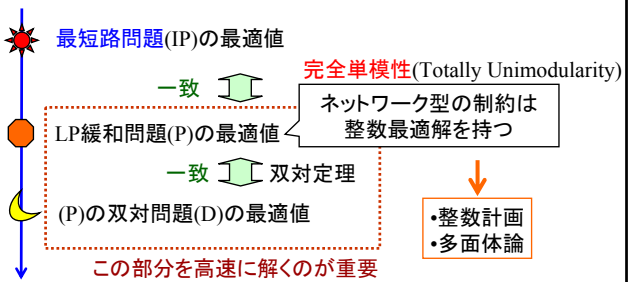 最短路問題(IP)の最適値
完全単模性(Totally Unimodularity)
一致
ネットワーク型の制約は
整数最適解を持つ
LP緩和問題(P)の最適値
一致 双対定理
(P)の双対問題(D)の最適値
•整数計画
•多面体論
この部分を高速に解くのが重要